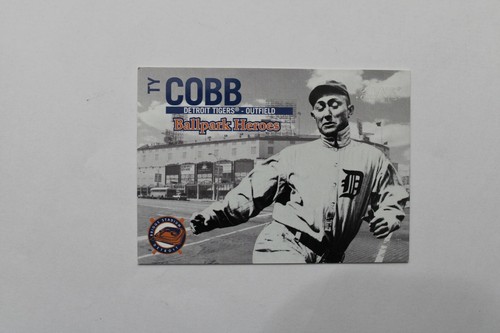 TY
COBB
DETROIT TIGERS® - OUTFIELD
Ballpark Heroes
D